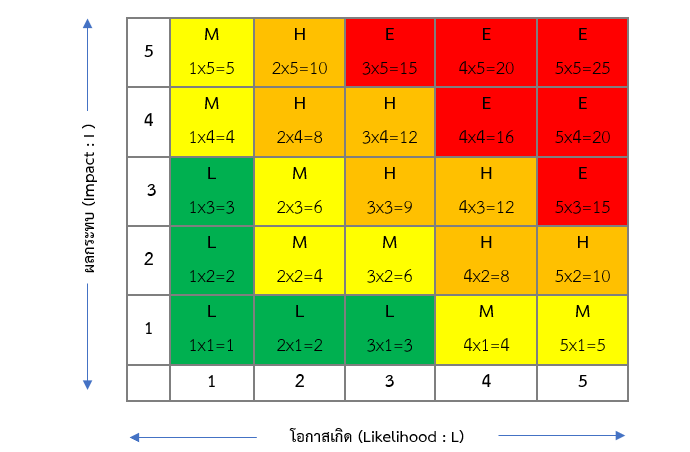 5
M H E E E
1x5=5 2x5=10 3x5=15 4x5=20 5x5=25
4
M H H E E
1x4=4 2x4=8 3x4=12 4x4=16 5x4=20
3
L M H H E
1x3=3 2x3=6 3x3=9 4x3=12 5x3=15
2
L M M H H
1x2=2 2x2=4 3x2=6 4x2=8 5x2=10
1
L L L M M
1x1=1 2x1=2 3x1=3 4x1=4 5x1=5
1 2 3 4 5
ผลกระทบ (Impact : I )
โอกาสเกิด (Likelihood : L)